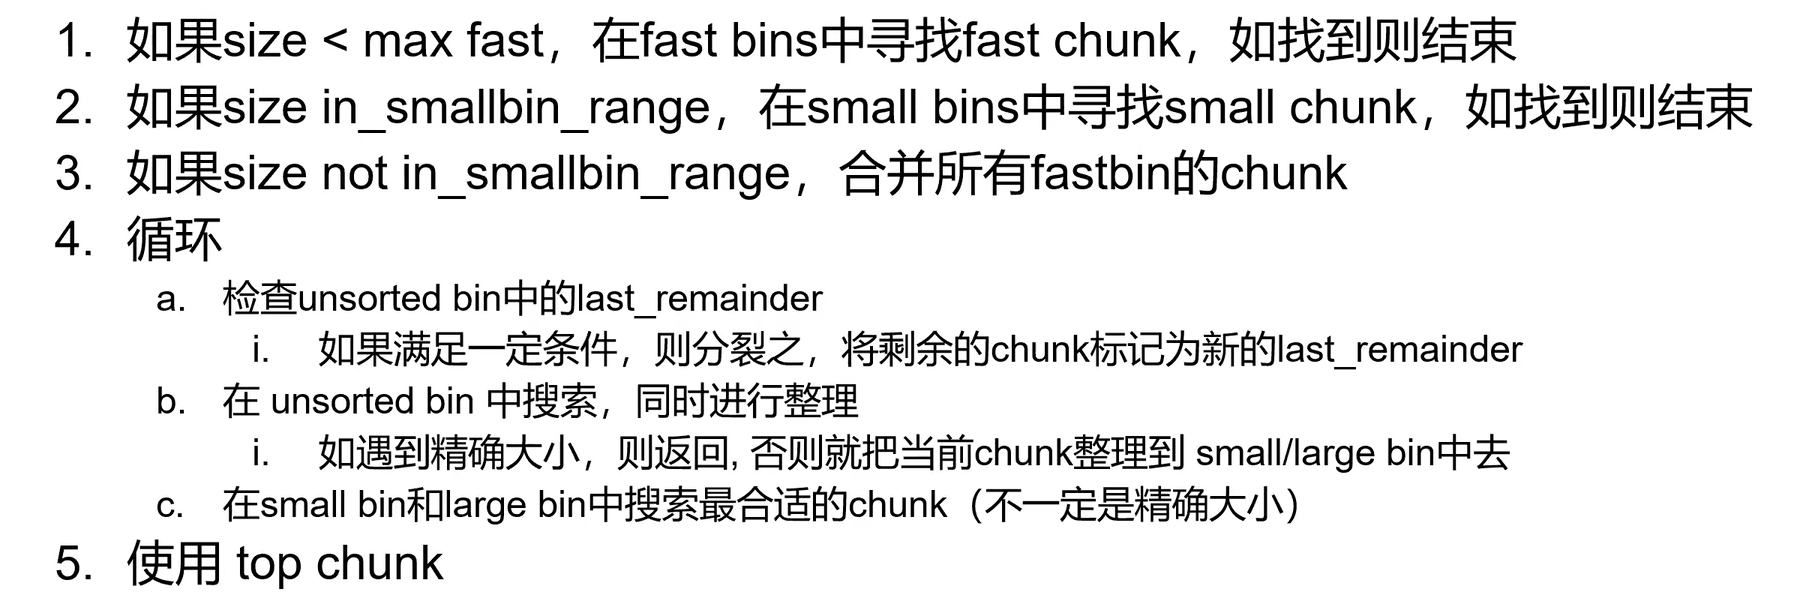 1. 如果size < max fast，在fast bins中寻找fast chunk，如找到则结束
2. 如果size in_smallbin_range，在small bins中寻找small chunk，如找到则结束
3. 如果size not in_smallbin_range，合并所有fastbin的chunk
4. 循环
a. 检查unsorted bin中的last_remainder
i. 如果满足一定条件，则分裂之，将剩余的chunk标记为新的last_remainder
b. 在 unsorted bin 中搜索，同时进行整理
i. 如遇到精确大小，则返回, 否则就把当前chunk整理到 small/large bin中去
c. 在small bin和large bin中搜索最合适的chunk（不一定是精确大小）
5. 使用 top chunk